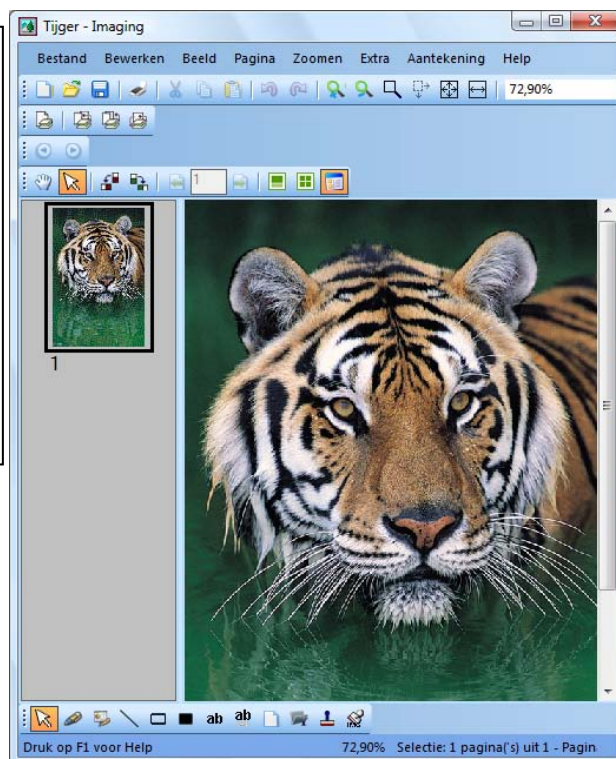 Tijger - Imaging
Bestand Bewerken Beeld Pagina Zoomen Extra Aantekening Help
72,90%
1
1
ab ab
Druk op F1 voor Help 72,90% Selectie: 1 pagina('s) uit 1 - Pagin